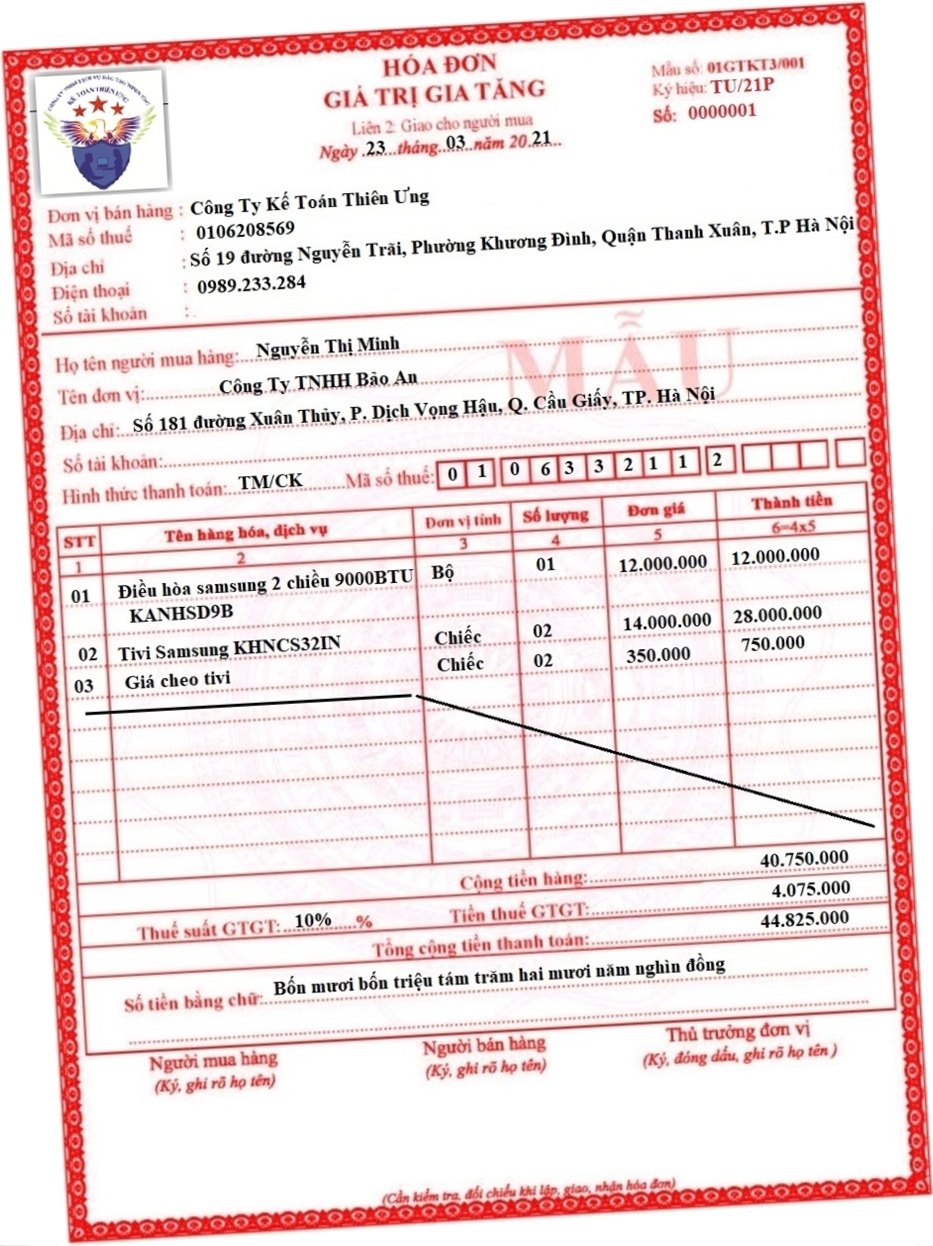 HÓA ĐƠN
GIÁ TRỊ GIA TĂNG
Liên 2: Giao cho người mua
Ngày 23 tháng 03 năm 20 21
Mẫu số: 01GTKT3/001
Ký hiệu: TU/21P
Số: 0000001
KẾ TOÁN THIÊN ƯNG
Đơn vị bán hàng : Công Ty Kế Toán Thiên Ưng
Mã số thuế : 0106208569
Địa chỉ : Số 19 đường Nguyễn Trãi, Phường Khương Đình, Quận Thanh Xuân, T.P Hà Nội
Điện thoại : 0989.233.284
Số tài khoản :
MẪU
Họ tên người mua hàng: Nguyễn Thị Minh
Tên đơn vị: Công Ty TNHH Bảo An
Địa chỉ: Số 181 đường Xuân Thủy, P. Dịch Vọng Hậu, Q. Cầu Giấy, TP. Hà Nội
Số tài khoản:
Hình thức thanh toán: TM/CK Mã số thuế: 0 1 0 6 3 3 2 1 1 2
STT Tên hàng hóa, dịch vụ Đơn vị tính Số lượng Đơn giá Thành tiền
1 2 3 4 5 6=4x5
01 Điều hòa samsung 2 chiều 9000BTU Bộ 01 12.000.000 12.000.000
KANHSD9B
02 Tivi Samsung KHNCS32IN Chiếc 02 14.000.000 28.000.000
03 Giá cheo tivi Chiếc 02 350.000 750.000
Cộng tiền hàng: 40.750.000
Thuế suất GTGT: 10% % Tiền thuế GTGT: 4.075.000
Tổng cộng tiền thanh toán: 44.825.000
Số tiền bằng chữ: Bốn mươi bốn triệu tám trăm hai mươi năm nghìn đồng
Người mua hàng Người bán hàng Thủ trưởng đơn vị
(Ký, ghi rõ họ tên) (Ký, ghi rõ họ tên) (Ký, đóng dấu, ghi rõ họ tên )
(Cần kiểm tra, đối chiếu khi lập, giao, nhận hóa đơn)